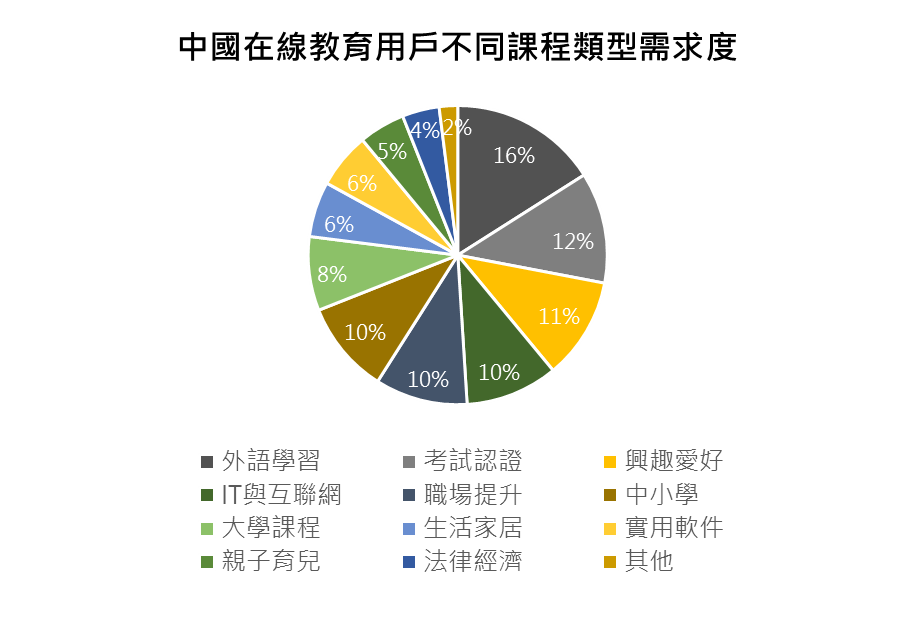 中國在線教育用戶不同課程類型需求度
16%
12%
11%
10%
10%
10%
8%
6%
6%
5%
4%
2%
外語學習 考試認證 興趣愛好
IT與互聯網 職場提升 中小學
大學課程 生活家居 實用軟件
親子育兒 法律經濟 其他